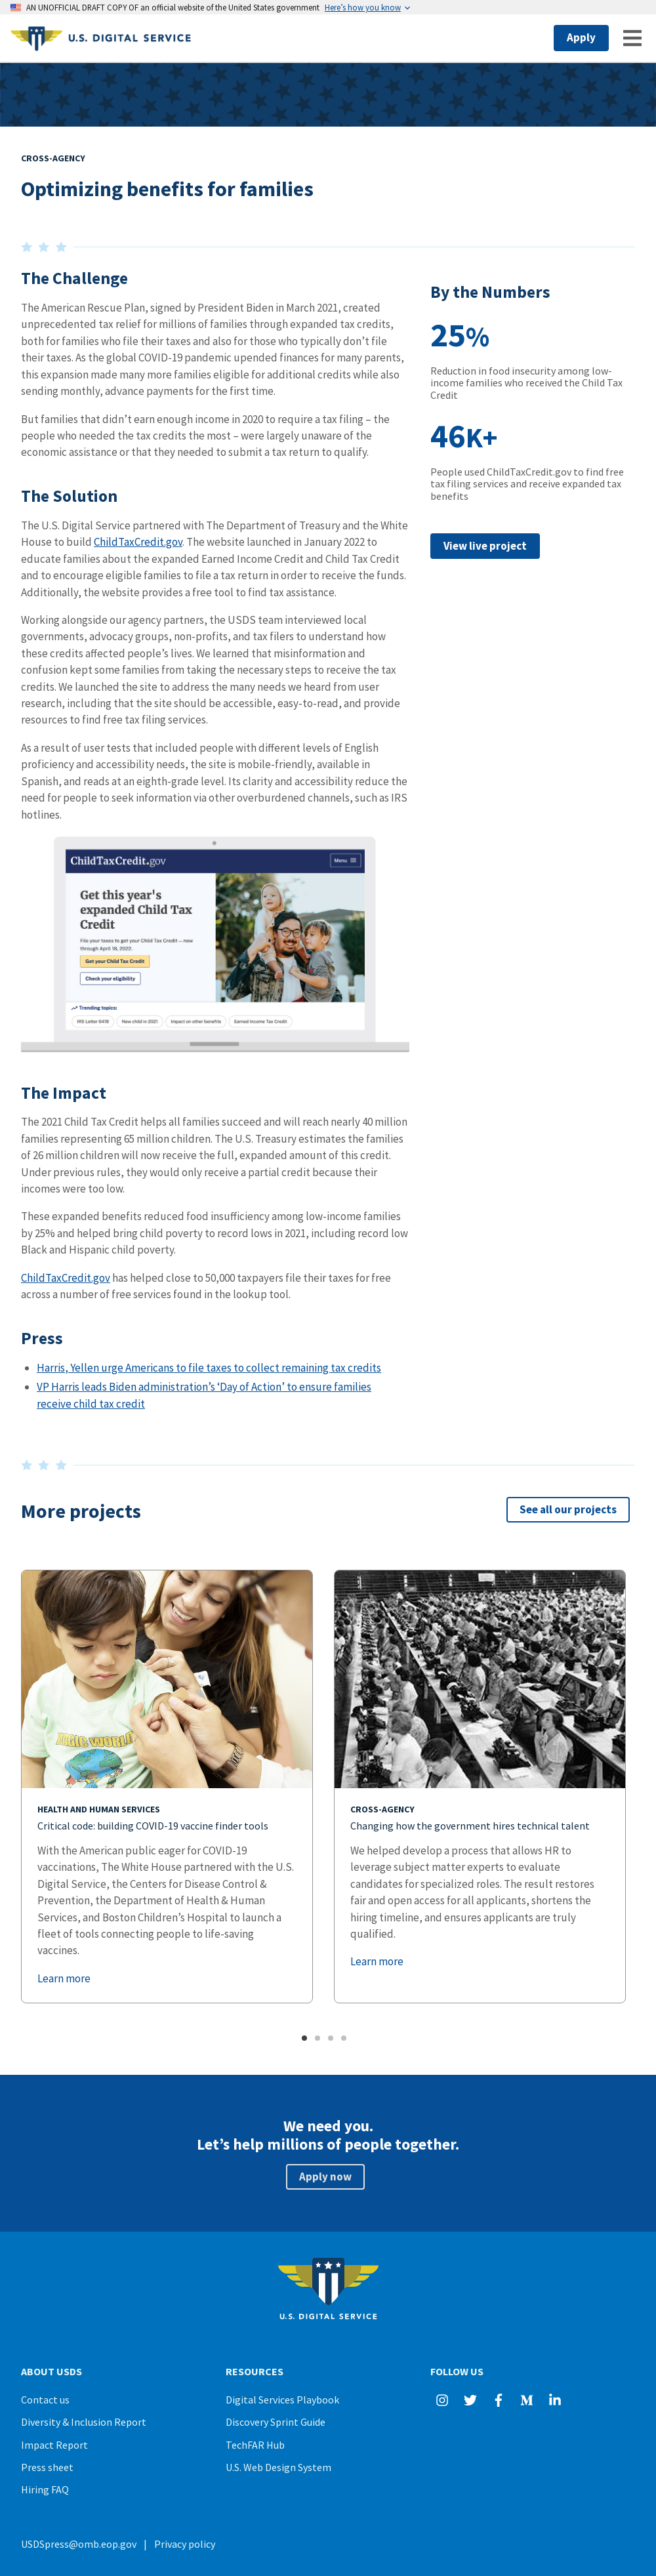 AN UNOFFICIAL DRAFT COPY OF an official website of the United States government Here’s how you know
U.S. DIGITAL SERVICE
Apply
CROSS-AGENCY
Optimizing benefits for families
The Challenge
The American Rescue Plan, signed by President Biden in March 2021, created
unprecedented tax relief for millions of families through expanded tax credits,
both for families who file their taxes and also for those who typically don’t file
their taxes. As the global COVID-19 pandemic upended finances for many parents,
this expansion made many more families eligible for additional credits while also
sending monthly, advance payments for the first time.
But families that didn’t earn enough income in 2020 to require a tax filing – the
people who needed the tax credits the most – were largely unaware of the
economic assistance or that they needed to submit a tax return to qualify.
The Solution
The U.S. Digital Service partnered with The Department of Treasury and the White
House to build ChildTaxCredit.gov. The website launched in January 2022 to
educate families about the expanded Earned Income Credit and Child Tax Credit
and to encourage eligible families to file a tax return in order to receive the funds.
Additionally, the website provides a free tool to find tax assistance.
Working alongside our agency partners, the USDS team interviewed local
governments, advocacy groups, non-profits, and tax filers to understand how
these credits affected people’s lives. We learned that misinformation and
confusion kept some families from taking the necessary steps to receive the tax
credits. We launched the site to address the many needs we heard from user
research, including that the site should be accessible, easy-to-read, and provide
resources to find free tax filing services.
As a result of user tests that included people with different levels of English
proficiency and accessibility needs, the site is mobile-friendly, available in
Spanish, and reads at an eighth-grade level. Its clarity and accessibility reduce the
need for people to seek information via other overburdened channels, such as IRS
hotlines.
ChildTaxCredit.gov
Menu
Get this year's
expanded Child Tax
Credit
File your taxes to get your Child Tax Credit — now
through April 18, 2022.
Get your Child Tax Credit
Check your eligibility
Trending topics:
IRS Letter 6419
New child in 2021
Impact on other benefits
Earned Income Tax Credit
The Impact
The 2021 Child Tax Credit helps all families succeed and will reach nearly 40 million
families representing 65 million children. The U.S. Treasury estimates the families
of 26 million children will now receive the full, expanded amount of this credit.
Under previous rules, they would only receive a partial credit because their
incomes were too low.
These expanded benefits reduced food insufficiency among low-income families
by 25% and helped bring child poverty to record lows in 2021, including record low
Black and Hispanic child poverty.
ChildTaxCredit.gov has helped close to 50,000 taxpayers file their taxes for free
across a number of free services found in the lookup tool.
Press
Harris, Yellen urge Americans to file taxes to collect remaining tax credits
VP Harris leads Biden administration’s ‘Day of Action’ to ensure families
receive child tax credit
By the Numbers
25%
Reduction in food insecurity among low-
income families who received the Child Tax
Credit
46K+
People used ChildTaxCredit.gov to find free
tax filing services and receive expanded tax
benefits
View live project
More projects
See all our projects
HEALTH AND HUMAN SERVICES
Critical code: building COVID-19 vaccine finder tools
With the American public eager for COVID-19
vaccinations, The White House partnered with the U.S.
Digital Service, the Centers for Disease Control &
Prevention, the Department of Health & Human
Services, and Boston Children’s Hospital to launch a
fleet of tools connecting people to life-saving
vaccines.
Learn more
CROSS-AGENCY
Changing how the government hires technical talent
We helped develop a process that allows HR to
leverage subject matter experts to evaluate
candidates for specialized roles. The result restores
fair and open access for all applicants, shortens the
hiring timeline, and ensures applicants are truly
qualified.
Learn more
We need you.
Let’s help millions of people together.
Apply now
U.S. DIGITAL SERVICE
ABOUT USDS
Contact us
Diversity & Inclusion Report
Impact Report
Press sheet
Hiring FAQ
RESOURCES
Digital Services Playbook
Discovery Sprint Guide
TechFAR Hub
U.S. Web Design System
FOLLOW US
USDSpress@omb.eop.gov | Privacy policy